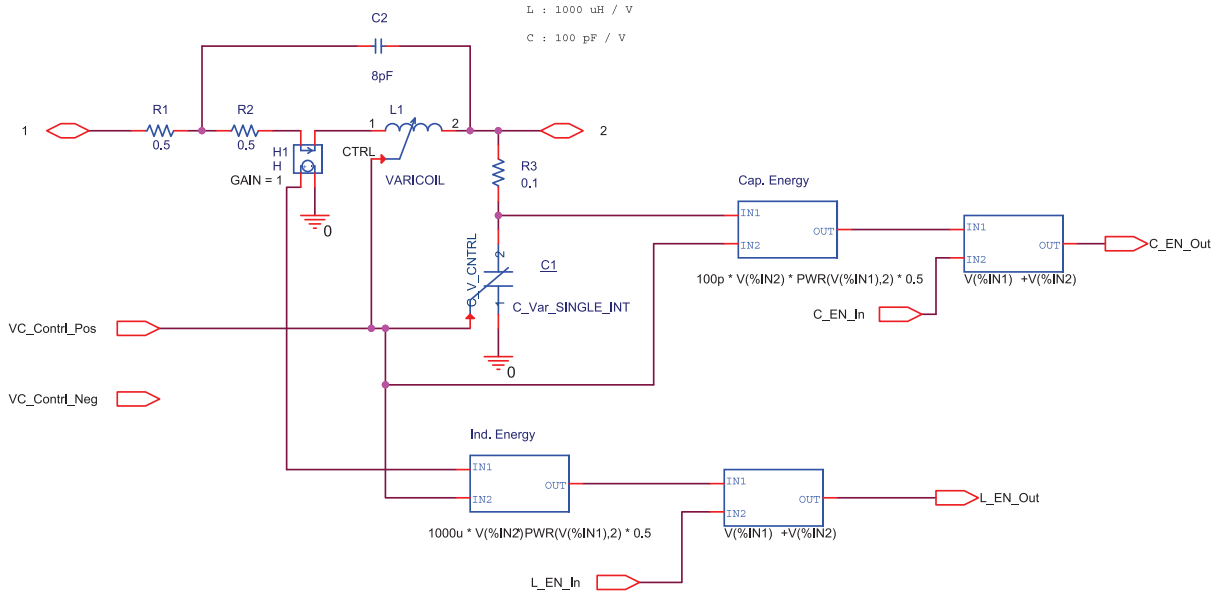 L : 1000 uH / V
C : 100 pF / V
C2
8pF
1
R1
0.5
R2
0.5
H1
H
GAIN = 1
0
L1
1
2
CTRL
VARICOIL
2
R3
0.1
C_V_CNTRL
2
1
C1
C_Var_SINGLE_INT
0
Cap. Energy
IN1
IN2
OUT
100p * V(%IN2) * PWR(V(%IN1),2) * 0.5
IN1
IN2
OUT
V(%IN1) +V(%IN2)
C_EN_Out
C_EN_In
VC_Contrl_Pos
VC_Contrl_Neg
Ind. Energy
IN1
IN2
OUT
1000u * V(%IN2)*PWR(V(%IN1),2) * 0.5
IN1
IN2
OUT
V(%IN1) +V(%IN2)
L_EN_Out
L_EN_In